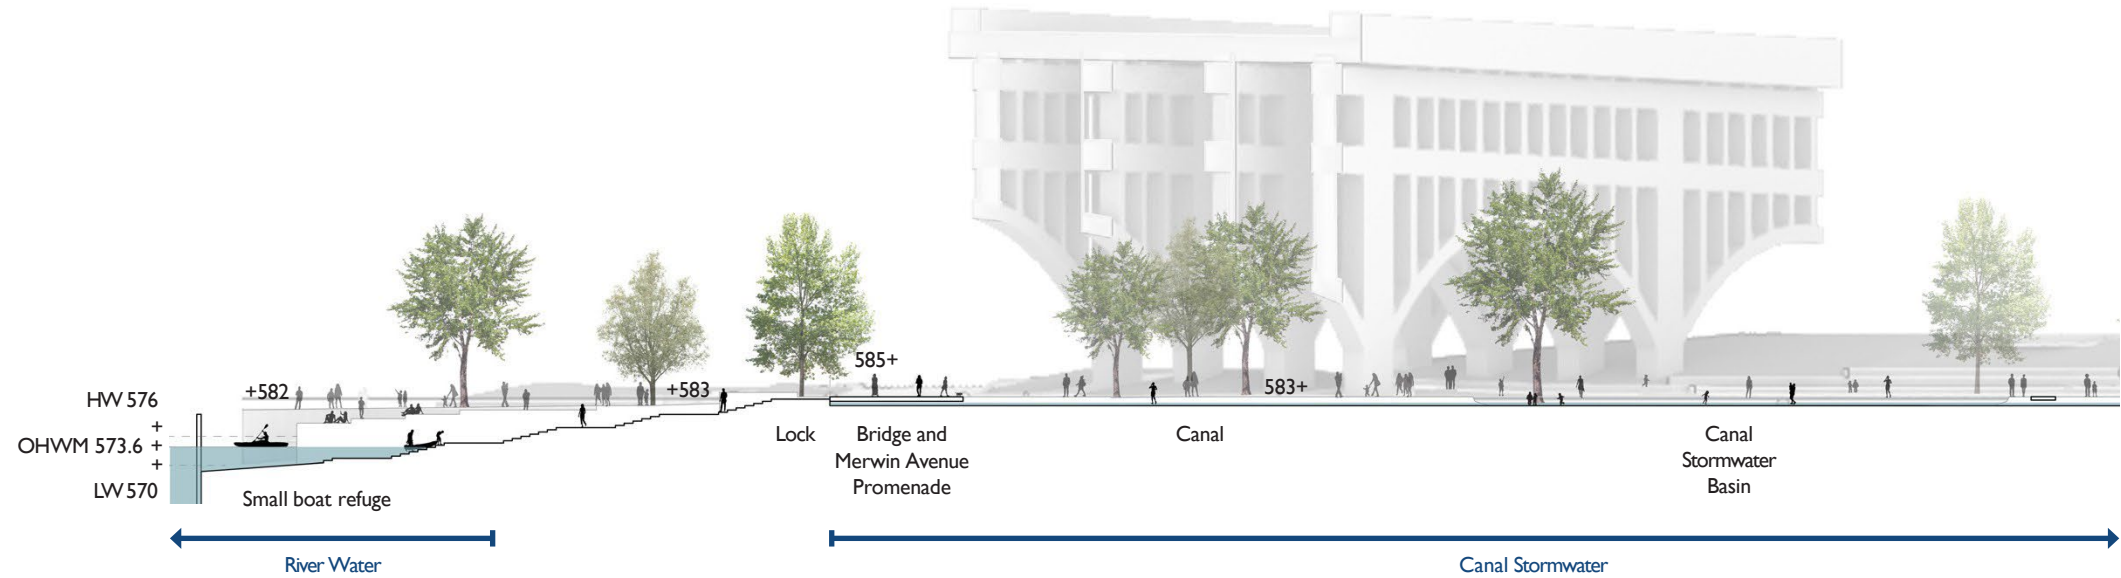 585+
583+
+582
+583
HW 576
+
OHWM 573.6 +
+
LW 570
Small boat refuge
Lock
Bridge and
Merwin Avenue
Promenade
Canal
Canal
Stormwater
Basin
River Water
Canal Stormwater